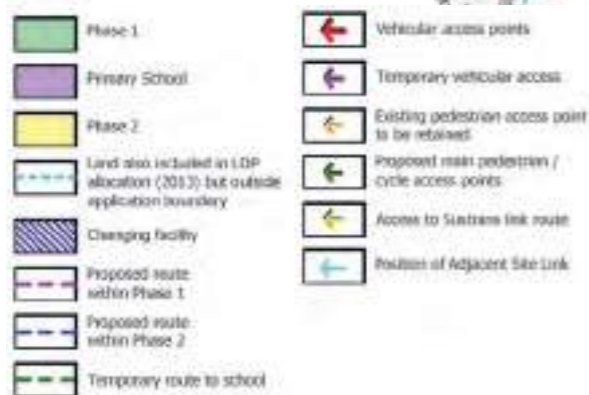 Phase 1
Primary School
Phase 2
Land also included in LDP
allocation (2013) but outside
application boundary
Changing facility
Proposed route
within Phase 1
Proposed route
within Phase 2
Temporary route to school
Vehicular access points
Temporary vehicular access
Existing pedestrian access point
to be retained
Proposed main pedestrian /
cycle access points
Access to Sustrans link route
Position of Adjacent Site Link